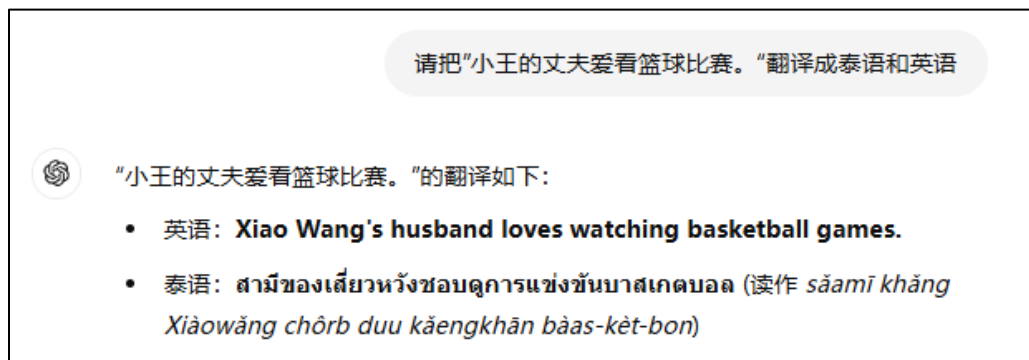 请把"小王的丈夫爱看篮球比赛。"翻译成泰语和英语
"小王的丈夫爱看篮球比赛。"的翻译如下：
• 英语：Xiao Wang's husband loves watching basketball games.
• 泰语：สามีของเสี่ยวหวังชอบดูการแข่งขันบาสเกตบอล (读作 sǎamī khǎng
Xiàowǎng chôrb duu kǎengkhān bàas-kèt-bon)